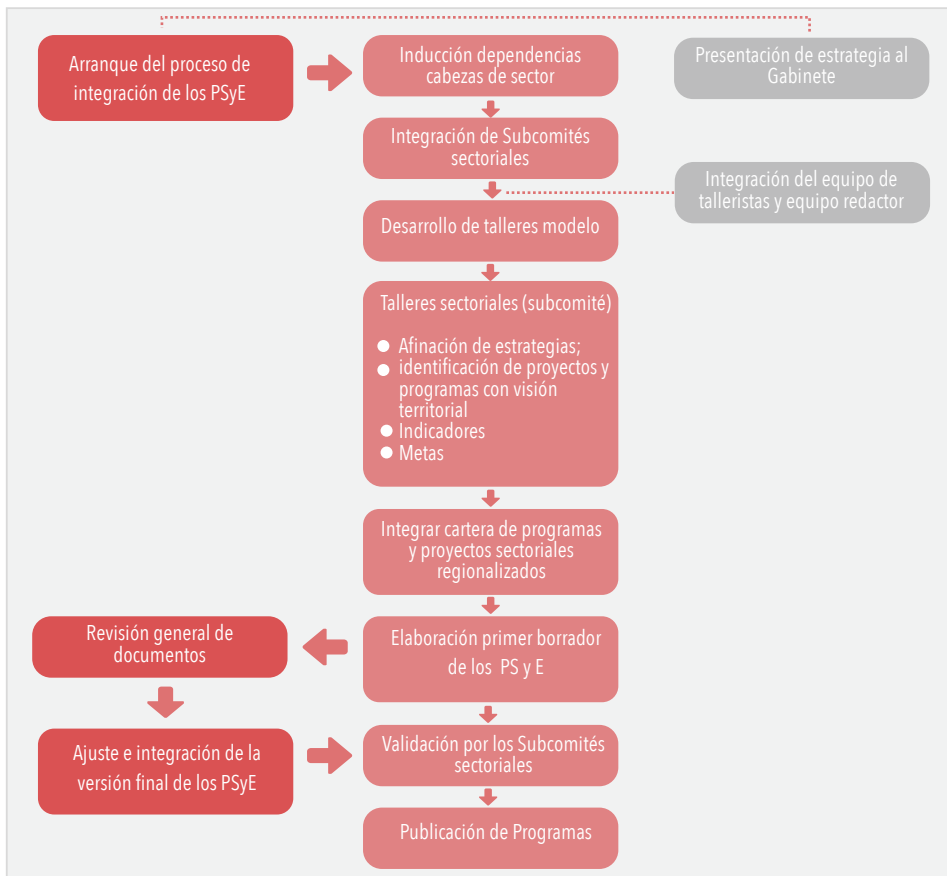 Arranque del proceso de
integración de los PSyE
Inducción dependencias
cabezas de sector
Presentación de estrategia al
Gabinete
Integración de Subcomités
sectoriales
Integración del equipo de
talleristas y equipo redactor
Desarrollo de talleres modelo
Talleres sectoriales (subcomité)
Afinación de estrategias;
identificación de proyectos y
programas con visión
territorial
Indicadores
Metas
Integrar cartera de programas
y proyectos sectoriales
regionalizados
Revisión general de
documentos
Elaboración primer borrador
de los PS y E
Ajuste e integración de la
versión final de los PSyE
Validación por los Subcomités
sectoriales
Publicación de Programas